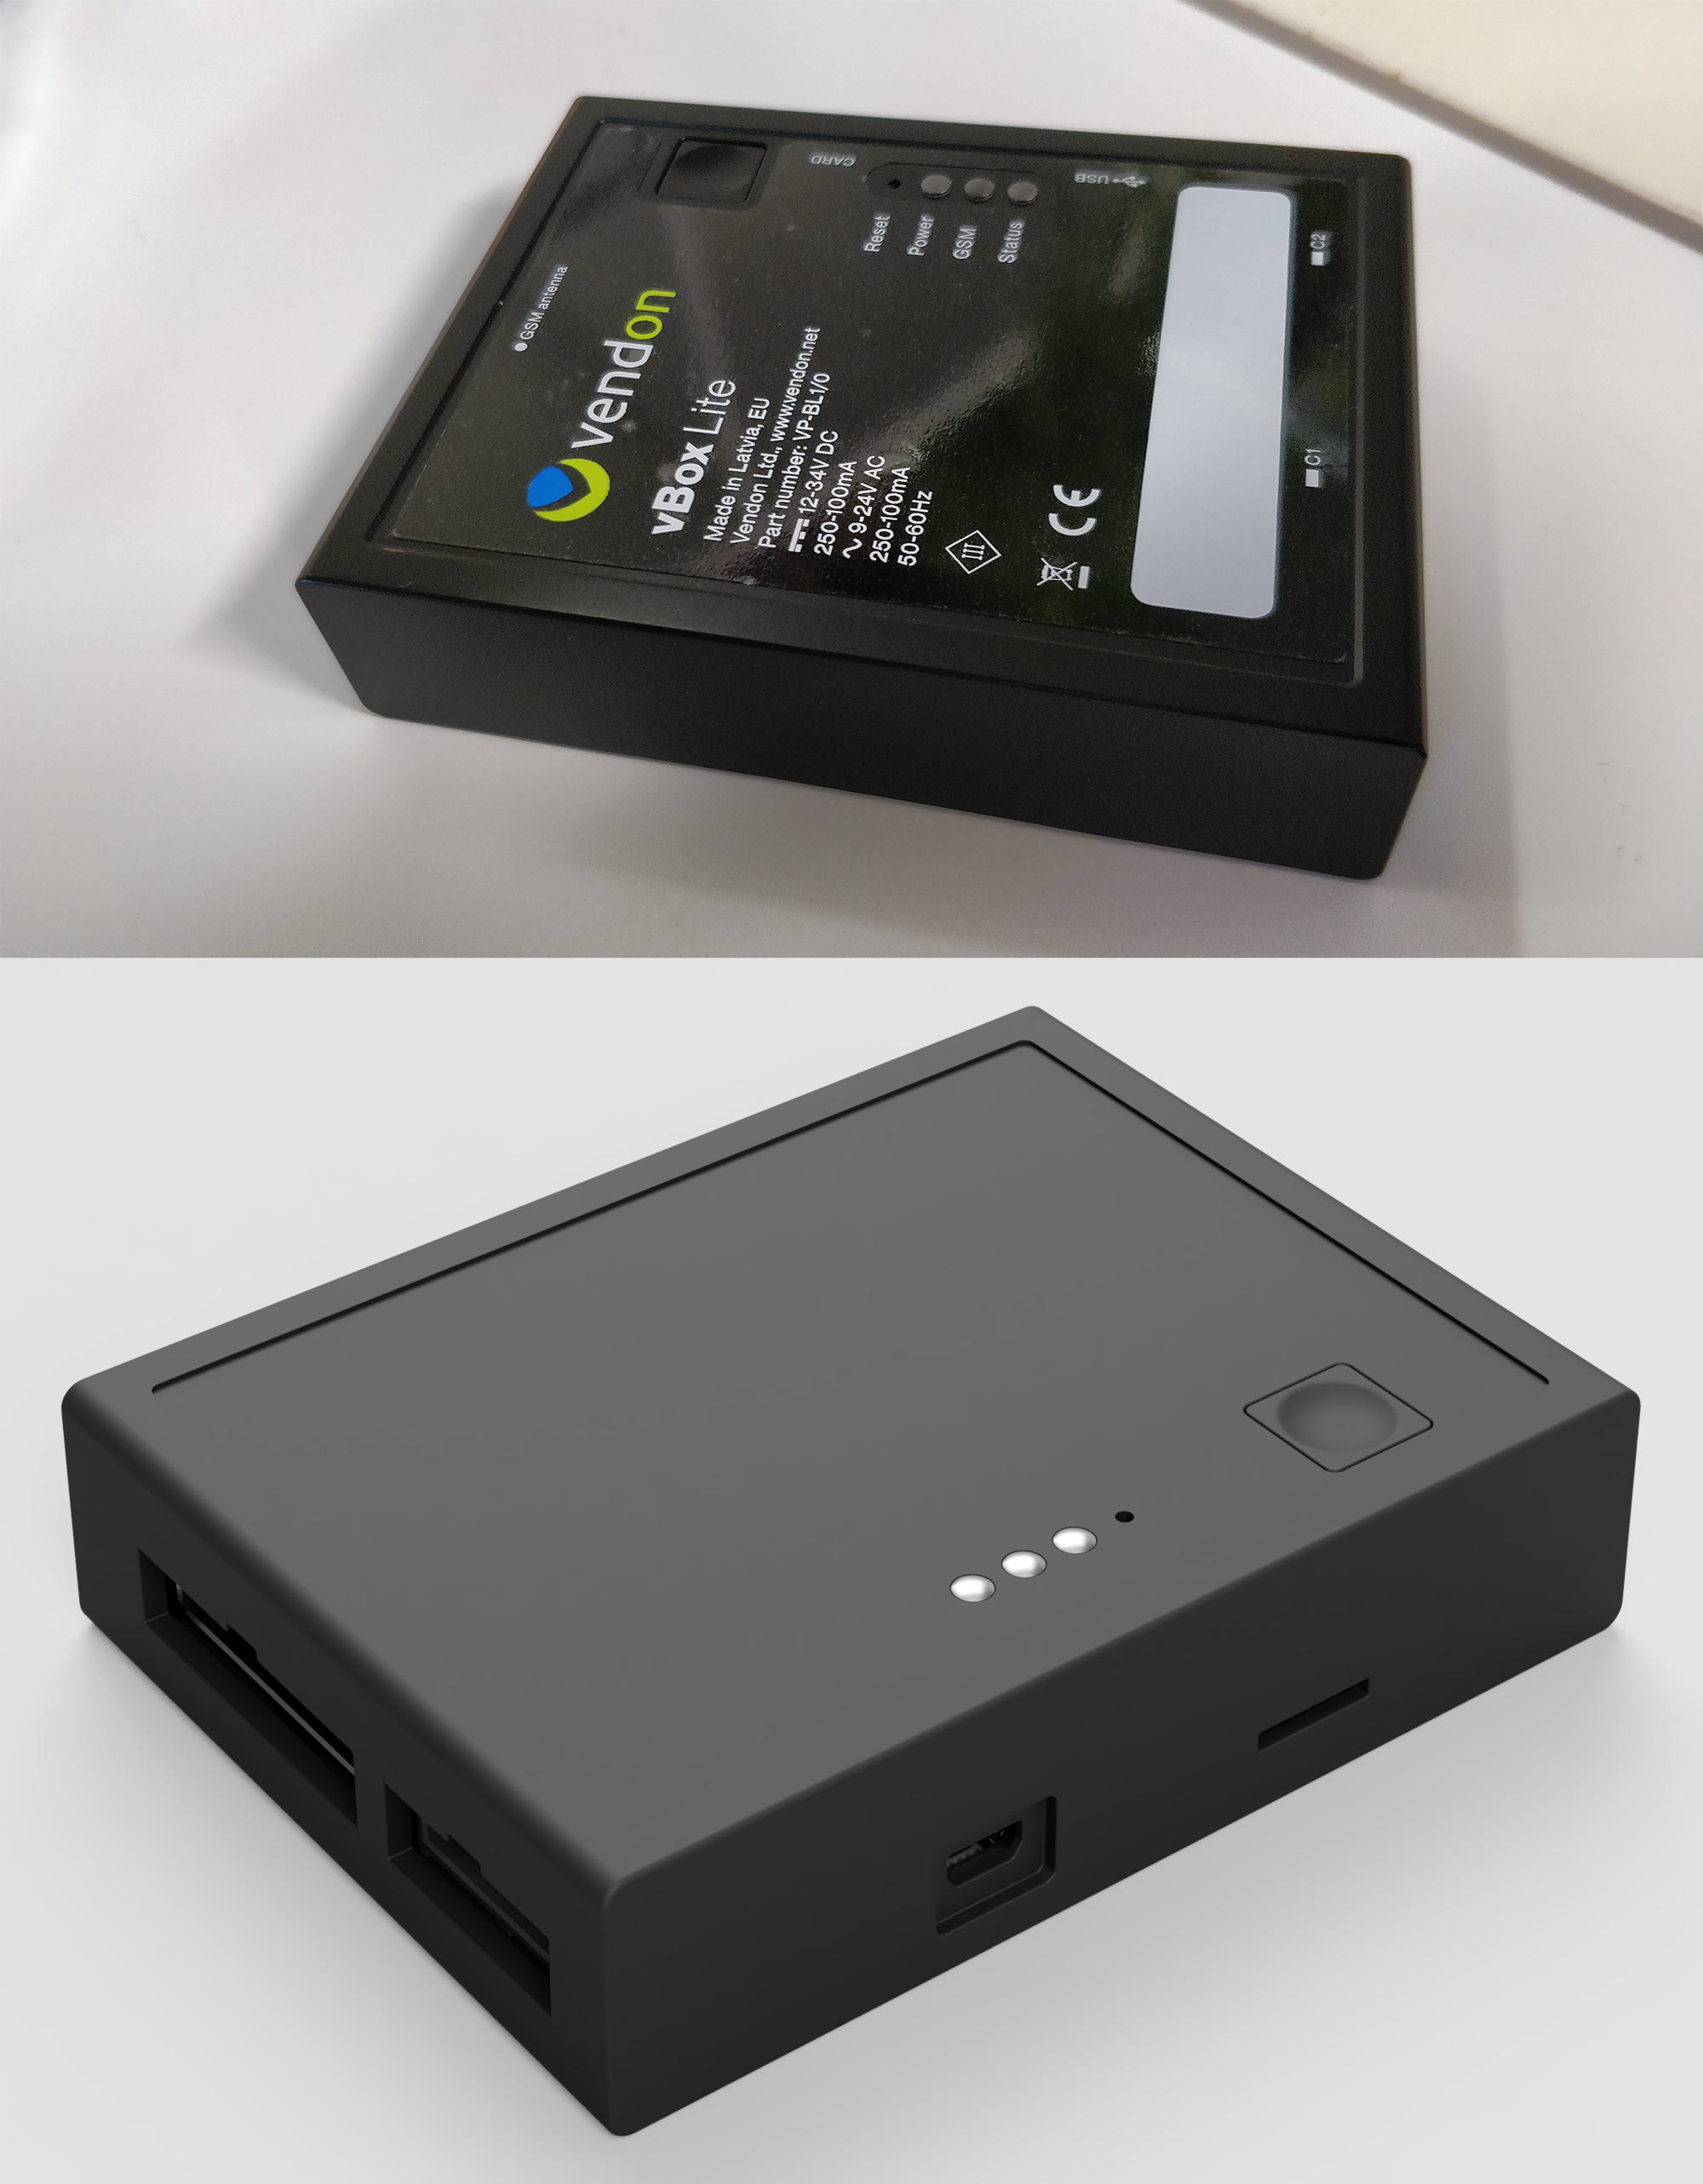 vendon
vBox Lite
Made in Latvia, EU
Vendon Ltd., www.vendon.net
Part number: VP-BL1/0
12-34V DC
250-100mA
9-24V AC
250-100mA
50-60Hz
III
CE
GSM antenna
CARD
Reset
Power
GSM
Status
USB
C1
C2